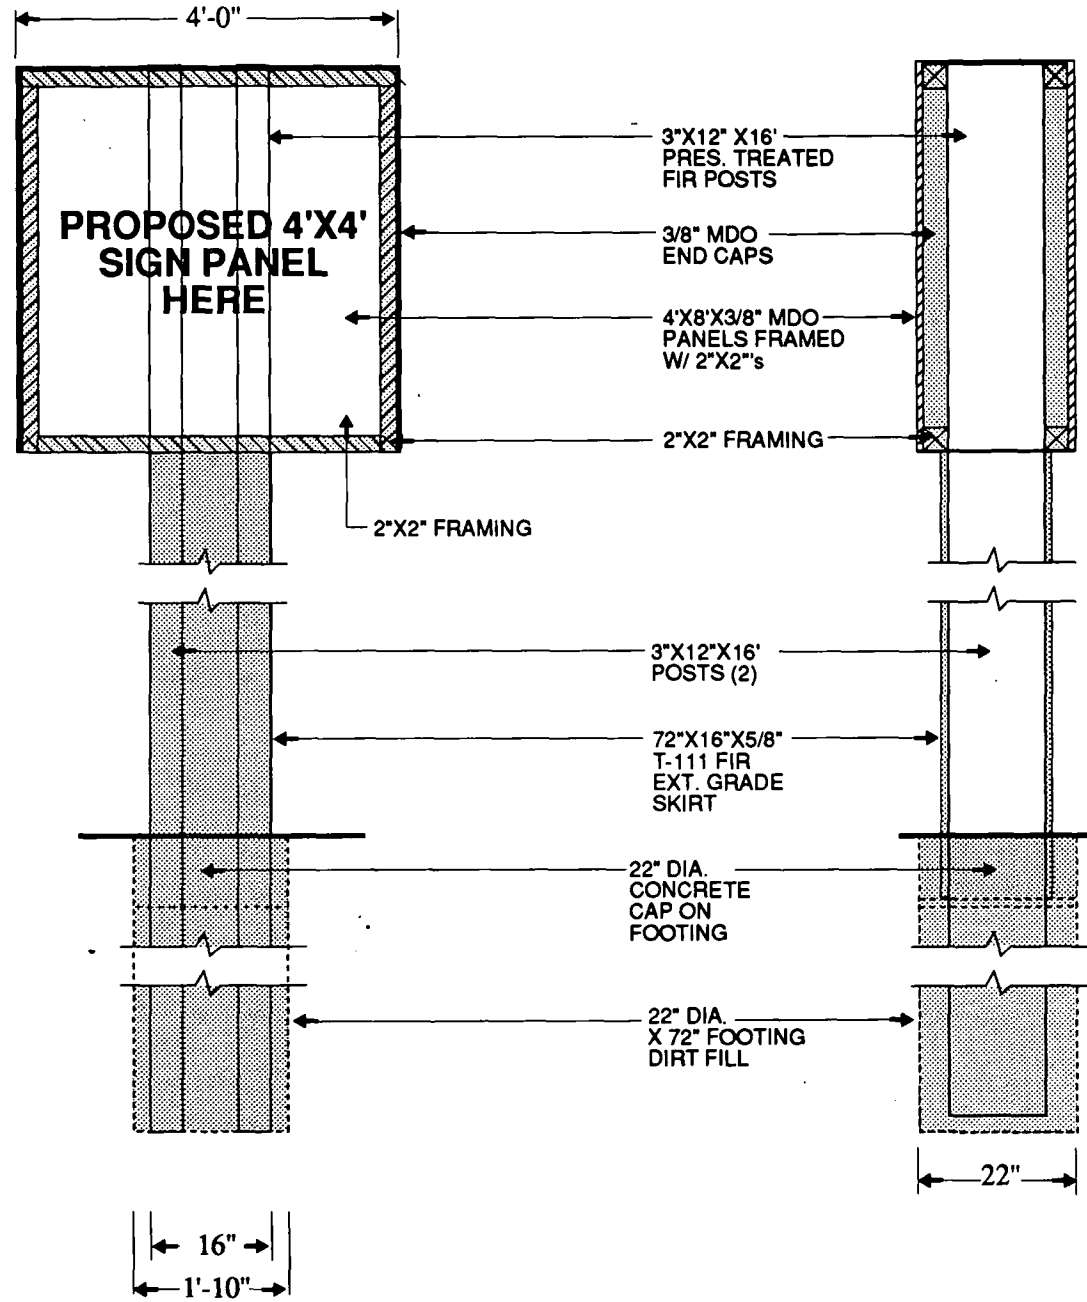 4'-0"
PROPOSED 4'X4'
SIGN PANEL
HERE
3"X12" X16'
PRES. TREATED
FIR POSTS
3/8" MDO
END CAPS
4'X8'X3/8" MDO
PANELS FRAMED
W/ 2"X2"'s
2"X2" FRAMING
2"X2" FRAMING
3"X12"X16'
POSTS (2)
72"X16"X5/8"
T-111 FIR
EXT. GRADE
SKIRT
22" DIA.
CONCRETE
CAP ON
FOOTING
22" DIA.
X 72" FOOTING
DIRT FILL
22"
16"
1'-10"